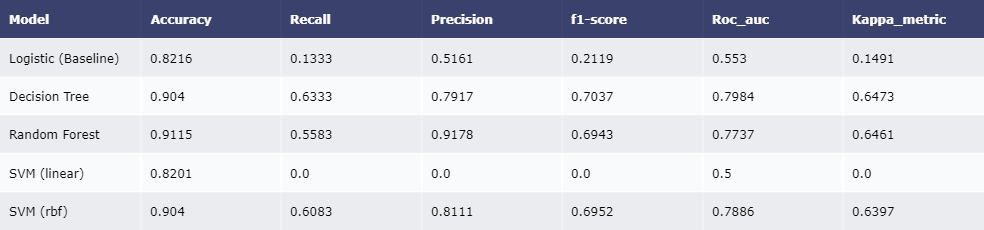 Model Accuracy Recall Precision f1-score Roc_auc Kappa_metric
Logistic (Baseline) 0.8216 0.1333 0.5161 0.2119 0.553 0.1491
Decision Tree 0.904 0.6333 0.7917 0.7037 0.7984 0.6473
Random Forest 0.9115 0.5583 0.9178 0.6943 0.7737 0.6461
SVM (linear) 0.8201 0.0 0.0 0.0 0.5 0.0
SVM (rbf) 0.904 0.6083 0.8111 0.6952 0.7886 0.6397